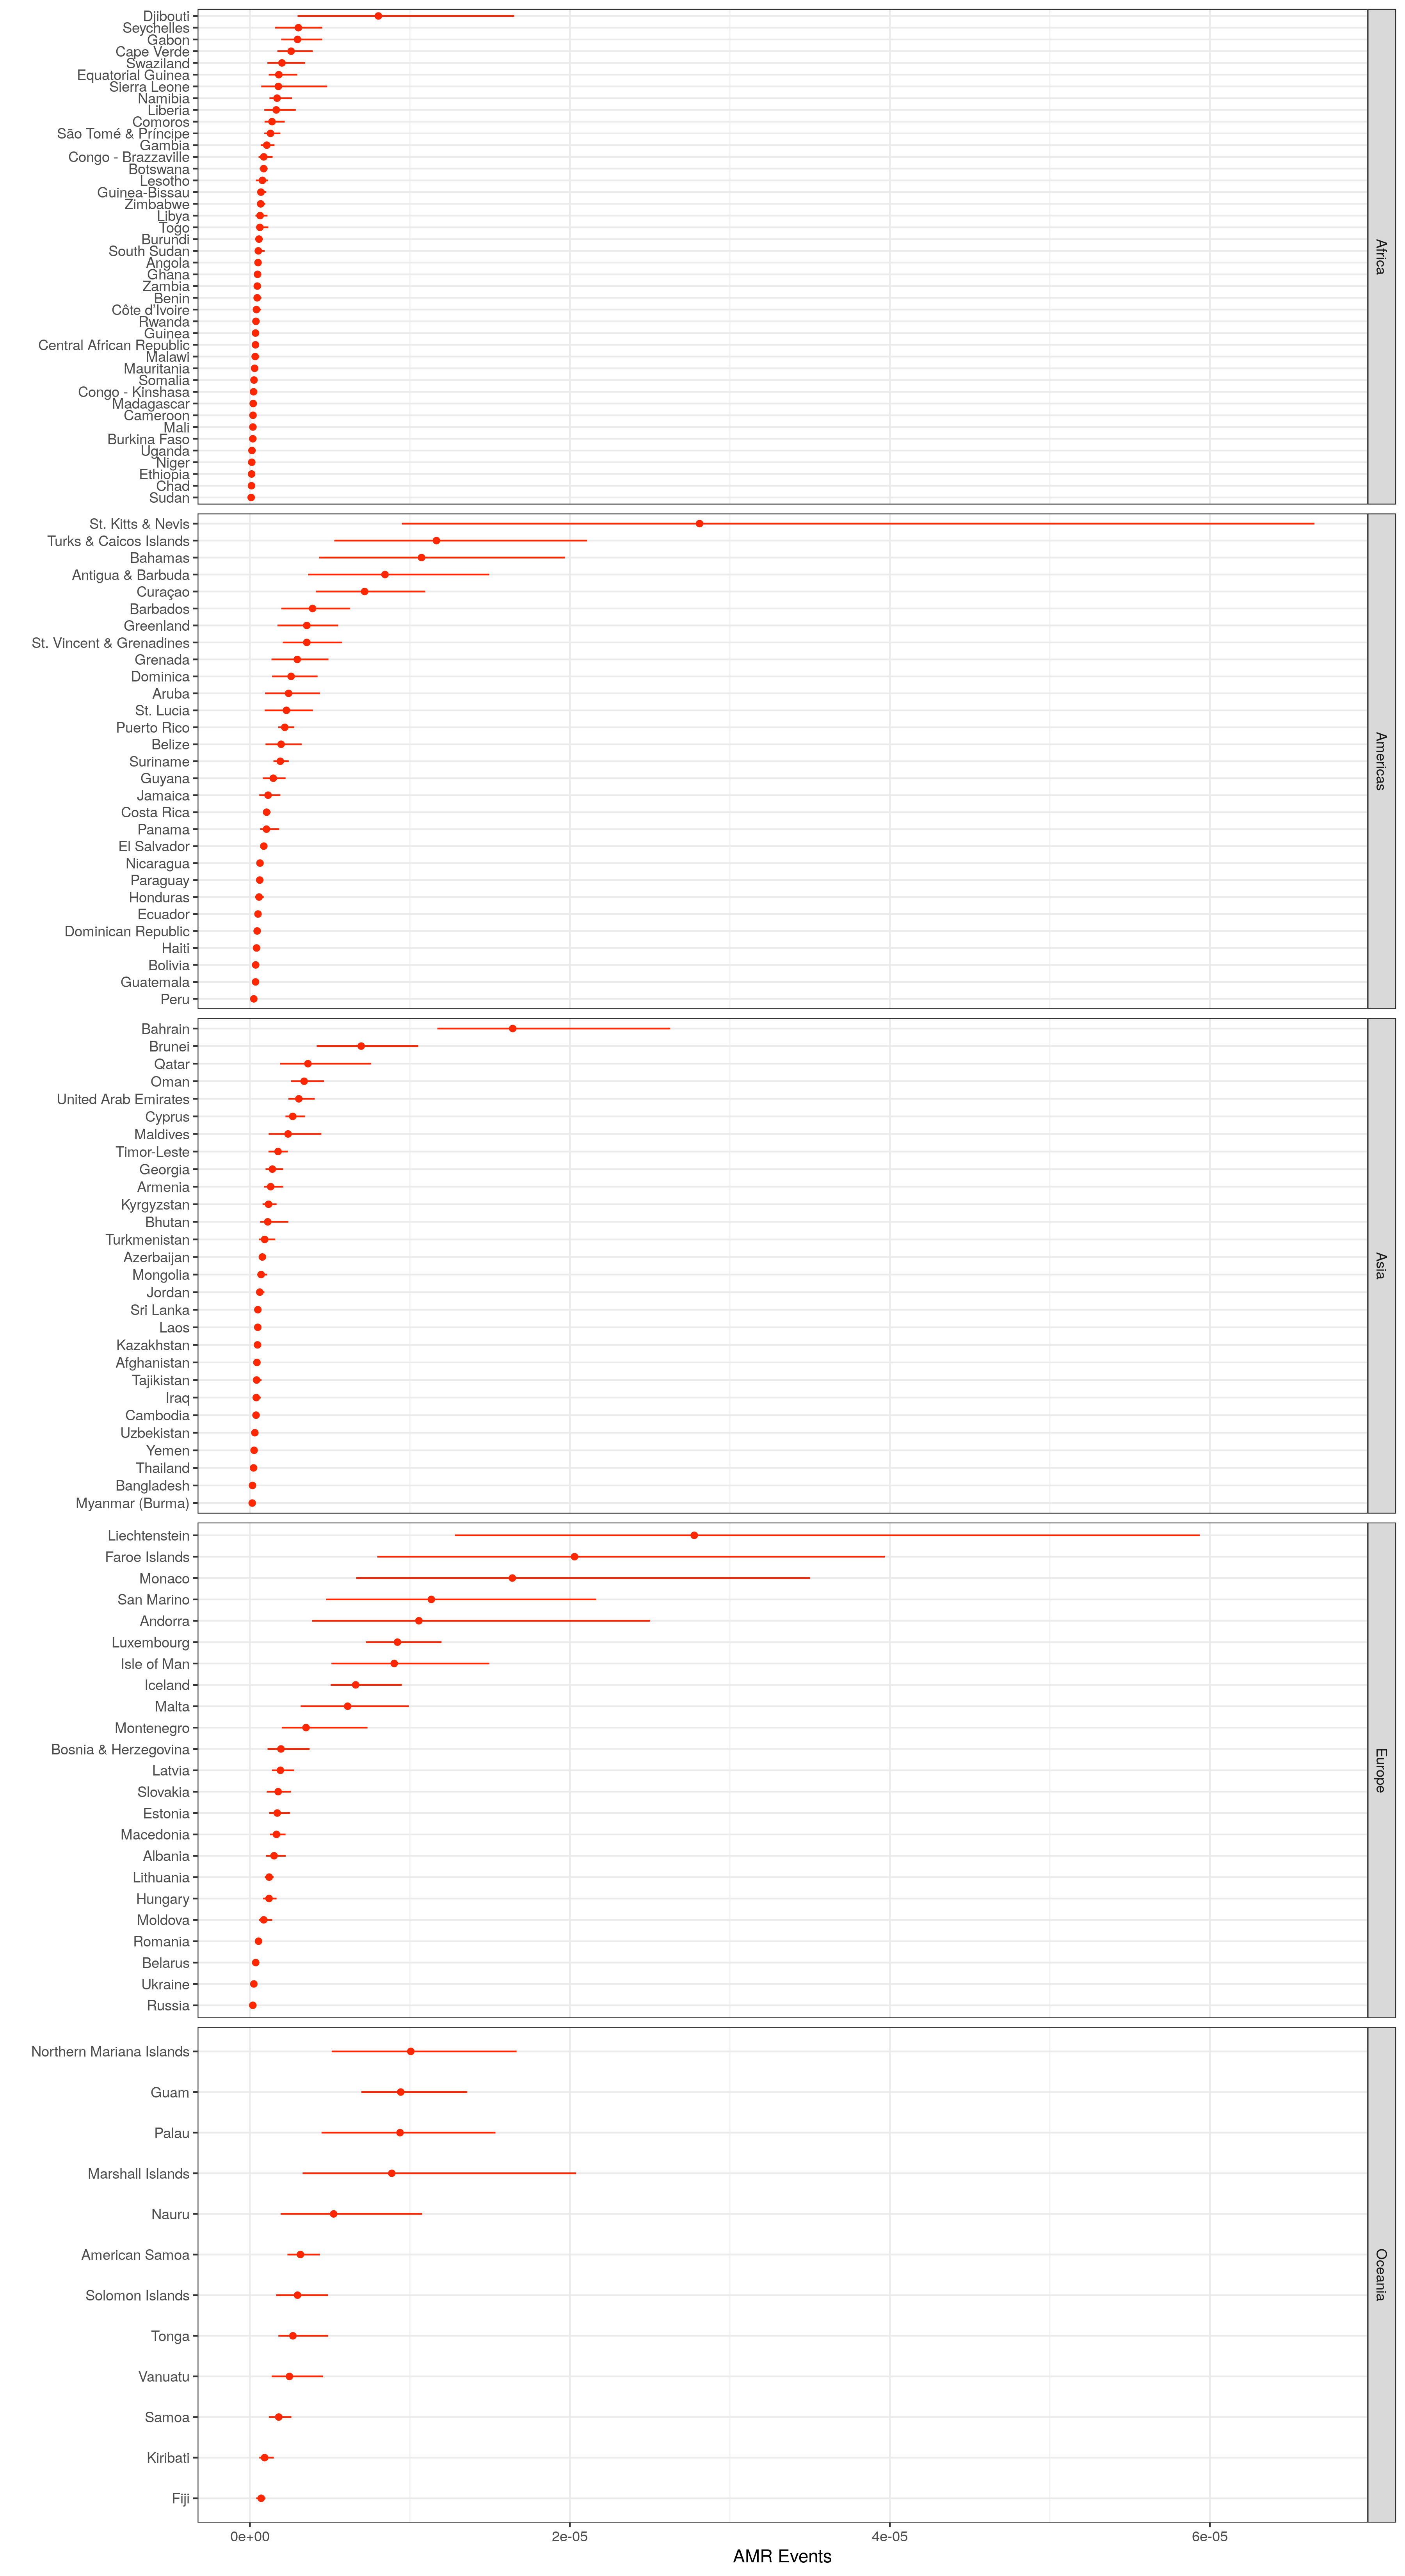 Djibouti
Seychelles
Gabon
Cape Verde
Swaziland
Equatorial Guinea
Sierra Leone
Namibia
Liberia
Comoros
São Tomé & Príncipe
Gambia
Congo - Brazzaville
Botswana
Lesotho
Guinea-Bissau
Zimbabwe
Libya
Togo
Burundi
South Sudan
Angola
Ghana
Zambia
Benin
Côte d'Ivoire
Rwanda
Guinea
Central African Republic
Malawi
Mauritania
Somalia
Congo - Kinshasa
Madagascar
Cameroon
Mali
Burkina Faso
Uganda
Niger
Ethiopia
Chad
Sudan
Africa
St. Kitts & Nevis
Turks & Caicos Islands
Bahamas
Antigua & Barbuda
Curaçao
Barbados
Greenland
St. Vincent & Grenadines
Grenada
Dominica
Aruba
St. Lucia
Puerto Rico
Belize
Suriname
Guyana
Jamaica
Costa Rica
Panama
El Salvador
Nicaragua
Paraguay
Honduras
Ecuador
Dominican Republic
Haiti
Bolivia
Guatemala
Peru
Americas
Bahrain
Brunei
Qatar
Oman
United Arab Emirates
Cyprus
Maldives
Timor-Leste
Georgia
Armenia
Kyrgyzstan
Bhutan
Turkmenistan
Azerbaijan
Mongolia
Jordan
Sri Lanka
Laos
Kazakhstan
Afghanistan
Tajikistan
Iraq
Cambodia
Uzbekistan
Yemen
Thailand
Bangladesh
Myanmar (Burma)
Asia
Liechtenstein
Faroe Islands
Monaco
San Marino
Andorra
Luxembourg
Isle of Man
Iceland
Malta
Montenegro
Bosnia & Herzegovina
Latvia
Slovakia
Estonia
Macedonia
Albania
Lithuania
Hungary
Moldova
Romania
Belarus
Ukraine
Russia
Europe
Northern Mariana Islands
Guam
Palau
Marshall Islands
Nauru
American Samoa
Solomon Islands
Tonga
Vanuatu
Samoa
Kiribati
Fiji
Oceania
0e+00 2e-05 4e-05 6e-05
AMR Events